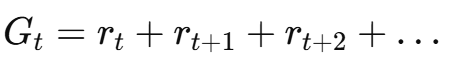 G_t = r_t + r_{t+1} + r_{t+2} + ...